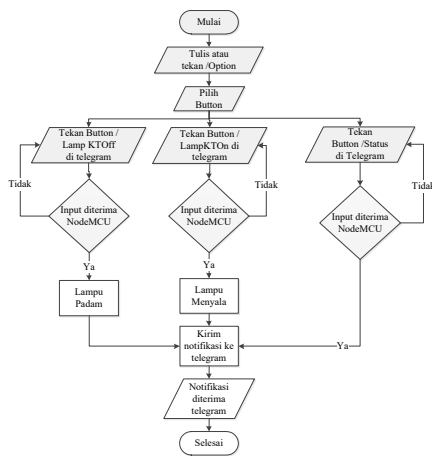 Mulai
Tulis atau
tekan /Option
Pilih
Button
Tekan Button /
Lamp KTOff
di telegram
Tekan Button /
LampKTOn di
telegram
Tekan
Button /Status
di Telegram
Tidak
Tidak
Tidak
Input diterima
NodeMCU
Input diterima
NodeMCU
Input diterima
NodeMCU
Ya
Ya
Lampu
Padam
Lampu
Menyala
Kirim
notifikasi ke
telegram
Ya
Notifikasi
diterima
telegram
Selesai